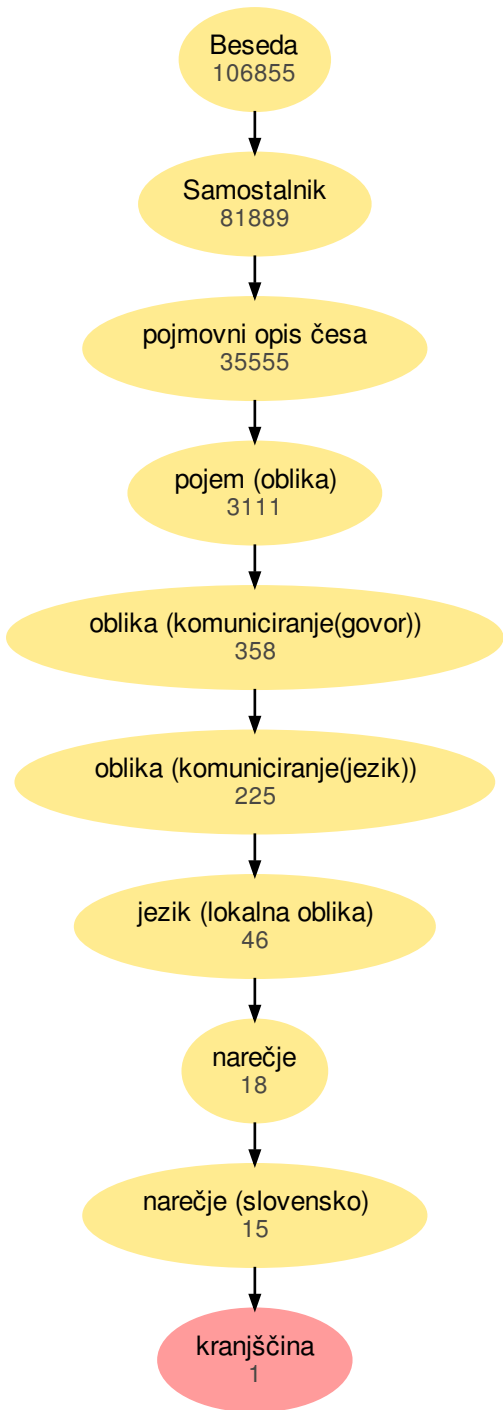 Beseda
106855
Samostalnik
81889
pojmovni opis česa
35555
pojem (oblika)
3111
oblika (komuniciranje(govor))
358
oblika (komuniciranje(jezik))
225
jezik (lokalna oblika)
46
narečje
18
narečje (slovensko)
15
kranjščina
1